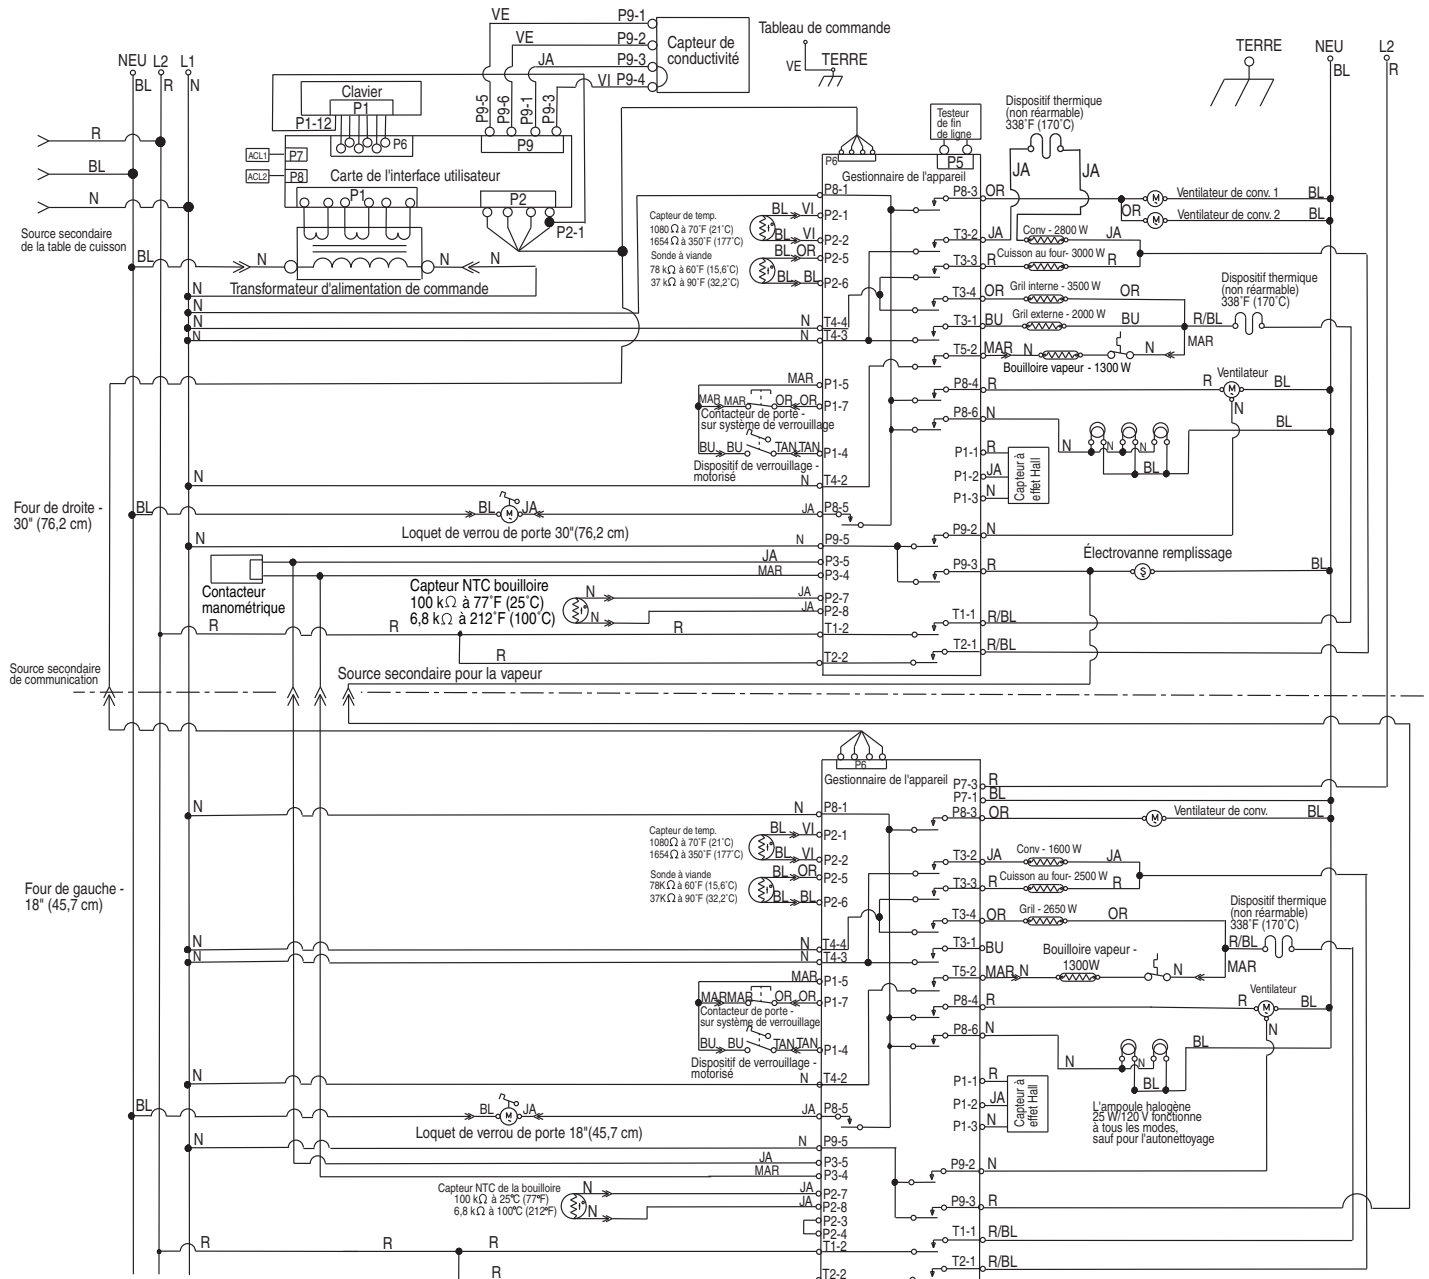 VE P9-1
VE P9-2
JA P9-3
VI P9-4
Capteur de
conductivité
P9-5
P9-6
P9-1
P9-3
Tableau de commande
VE
TERRE
NEU L2 L1
BL R N
TERRE
NEU
BL
L2
R
Clavier
P1
P1-12
P6
P9
ACL1 P7
ACL2 P8
Carte de l'interface utilisateur
P1
P2
P2-1
R
BL
N
Source secondaire
de la table de cuisson
BL
N
N
Transformateur d'alimentation de commande
Testeur
de fin
de ligne
P5
P6
Gestionnaire de l'appareil
Dispositif thermique
(non réarmable)
338˚F (170˚C)
JA
JA
Capteur de temp.
1080Ω à 70˚F (21˚C)
1654Ω à 350˚F (177˚C)
Sonde à viande
78 kΩ à 60˚F (15,6˚C)
37 kΩ à 90˚F (32,2˚C)
P8-1
BL VI P2-1
BL VI P2-2
BL OR P2-5
BL BL P2-6
P8-3 OR
Ventilateur de conv. 1
BL
OR
Ventilateur de conv. 2
BL
T3-2 JA
Conv - 2800 W
JA
T3-3 R
Cuisson au four- 3000 W
R
T3-4 OR
Gril interne - 3500 W
OR
T3-1 BU
Gril externe - 2000 W
BU
R/BL
MAR
Dispositif thermique
(non réarmable)
338˚F (170˚C)
T5-2 MAR N
N
Bouilloire vapeur - 1300 W
N
N
N
N
N T4-4
N T4-3
MAR P1-5
MAR MAR OR OR P1-7
Contacteur de porte -
sur système de verrouillage
BU BU TAN TAN P1-4
Dispositif de verrouillage -
motorisé
P8-4 R
R
Ventilateur
BL
N
P8-6 N
N
N
N
BL
BL
P1-1 R
P1-2 JA
P1-3 N
Capteur à
effet Hall
N
N T4-2
Four de droite -
30" (76,2 cm)
BL
BL
JA
JA P8-5
Loquet de verrou de porte 30"(76,2 cm)
N
N P9-5
P9-2 N
JA P3-5
MAR P3-4
Contacteur
manométrique
Électrovanne remplissage
P9-3 R
BL
Capteur NTC bouilloire
100 kΩ à 77˚F (25˚C)
6,8 kΩ à 212˚F (100˚C)
N
N
JA P2-7
JA P2-8
R
R
R
T1-2
T1-1 R/BL
R
T2-2
T2-1 R/BL
Source secondaire
de communication
Source secondaire pour la vapeur
P6
Gestionnaire de l'appareil
P7-3 R
P7-1 BL
N
N P8-1
P8-3 OR
Ventilateur de conv.
BL
Capteur de temp.
1080Ω à 70˚F (21˚C)
1654Ω à 350˚F (177˚C)
Sonde à viande
78KΩ à 60˚F (15,6˚C)
37KΩ à 90˚F (32,2˚C)
BL VI P2-1
BL VI P2-2
BL OR P2-5
BL BL P2-6
T3-2 JA
Conv - 1600 W
JA
T3-3 R
Cuisson au four- 2500 W
R
Four de gauche -
18" (45,7 cm)
T3-4 OR
Gril - 2650 W
OR
Dispositif thermique
(non réarmable)
338˚F (170˚C)
N
N T4-4
N
N T4-3
T3-1 BU
Bouilloire vapeur -
1300W
R/BL
MAR
T5-2 MAR N
N
MAR P1-5
MAR MAR OR OR P1-7
Contacteur de porte -
sur système de verrouillage
BU BU TAN TAN P1-4
Dispositif de verrouillage -
motorisé
P8-4 R
R
Ventilateur
BL
N
P8-6 N
N
N
BL
BL
N
N T4-2
P1-1 R
P1-2 JA
P1-3 N
Capteur à
effet Hall
L'ampoule halogène
25 W/120 V fonctionne
à tous les modes,
sauf pour l'autonettoyage
BL
BL
JA
JA P8-5
Loquet de verrou de porte 18"(45,7 cm)
N
N P9-5
JA P3-5
MAR P3-4
P9-2 N
Capteur NTC de la bouilloire
100 kΩ à 25℃ (77℉)
6,8 kΩ à 100℃ (212℉)
N
N
JA P2-7
JA P2-8
P2-3
P2-4
P9-3 R
R
R
R
T1-2
T1-1 R/BL
R
T2-2
T2-1 R/BL